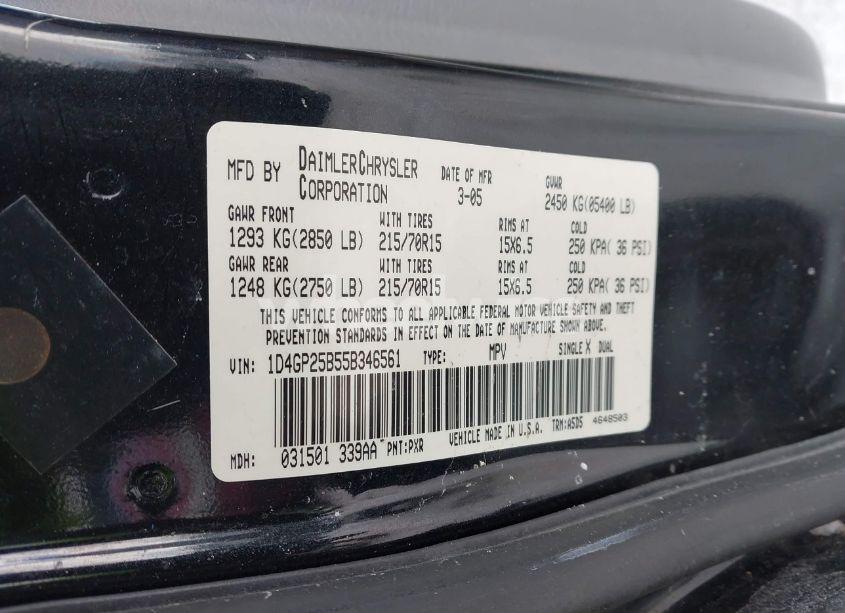 MFD BY DAIMLERCHRYSLER CORPORATION DATE OF MFR 3-05 GVWR 2450 KG(05400 LB)
GAWR FRONT WITH TIRES RIMS AT COLD
1293 KG(2850 LB) 215/70R15 15X6.5 250 KPA( 36 PSI)
GAWR REAR WITH TIRES RIMS AT COLD
1248 KG(2750 LB) 215/70R15 15X6.5 250 KPA( 36 PSI)
THIS VEHICLE CONFORMS TO ALL APPLICABLE FEDERAL MOTOR VEHICLE SAFETY AND THEFT
PREVENTION STANDARDS IN EFFECT ON THE DATE OF MANUFACTURE SHOWN ABOVE.
VIN: 1D4GP25B55B346561 TYPE: MPV SINGLE X DUAL
MDH: 031501 339AA PNT:PXR VEHICLE MADE IN U.S.A. TRM:ASD5 4648503